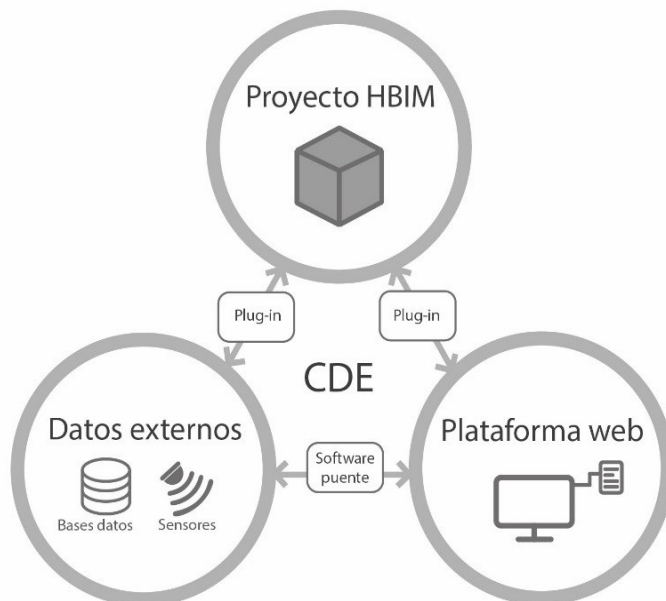 Proyecto HBIM
Plug-in
Plug-in
CDE
Datos externos
Bases datos
Sensores
Software
puente
Plataforma web